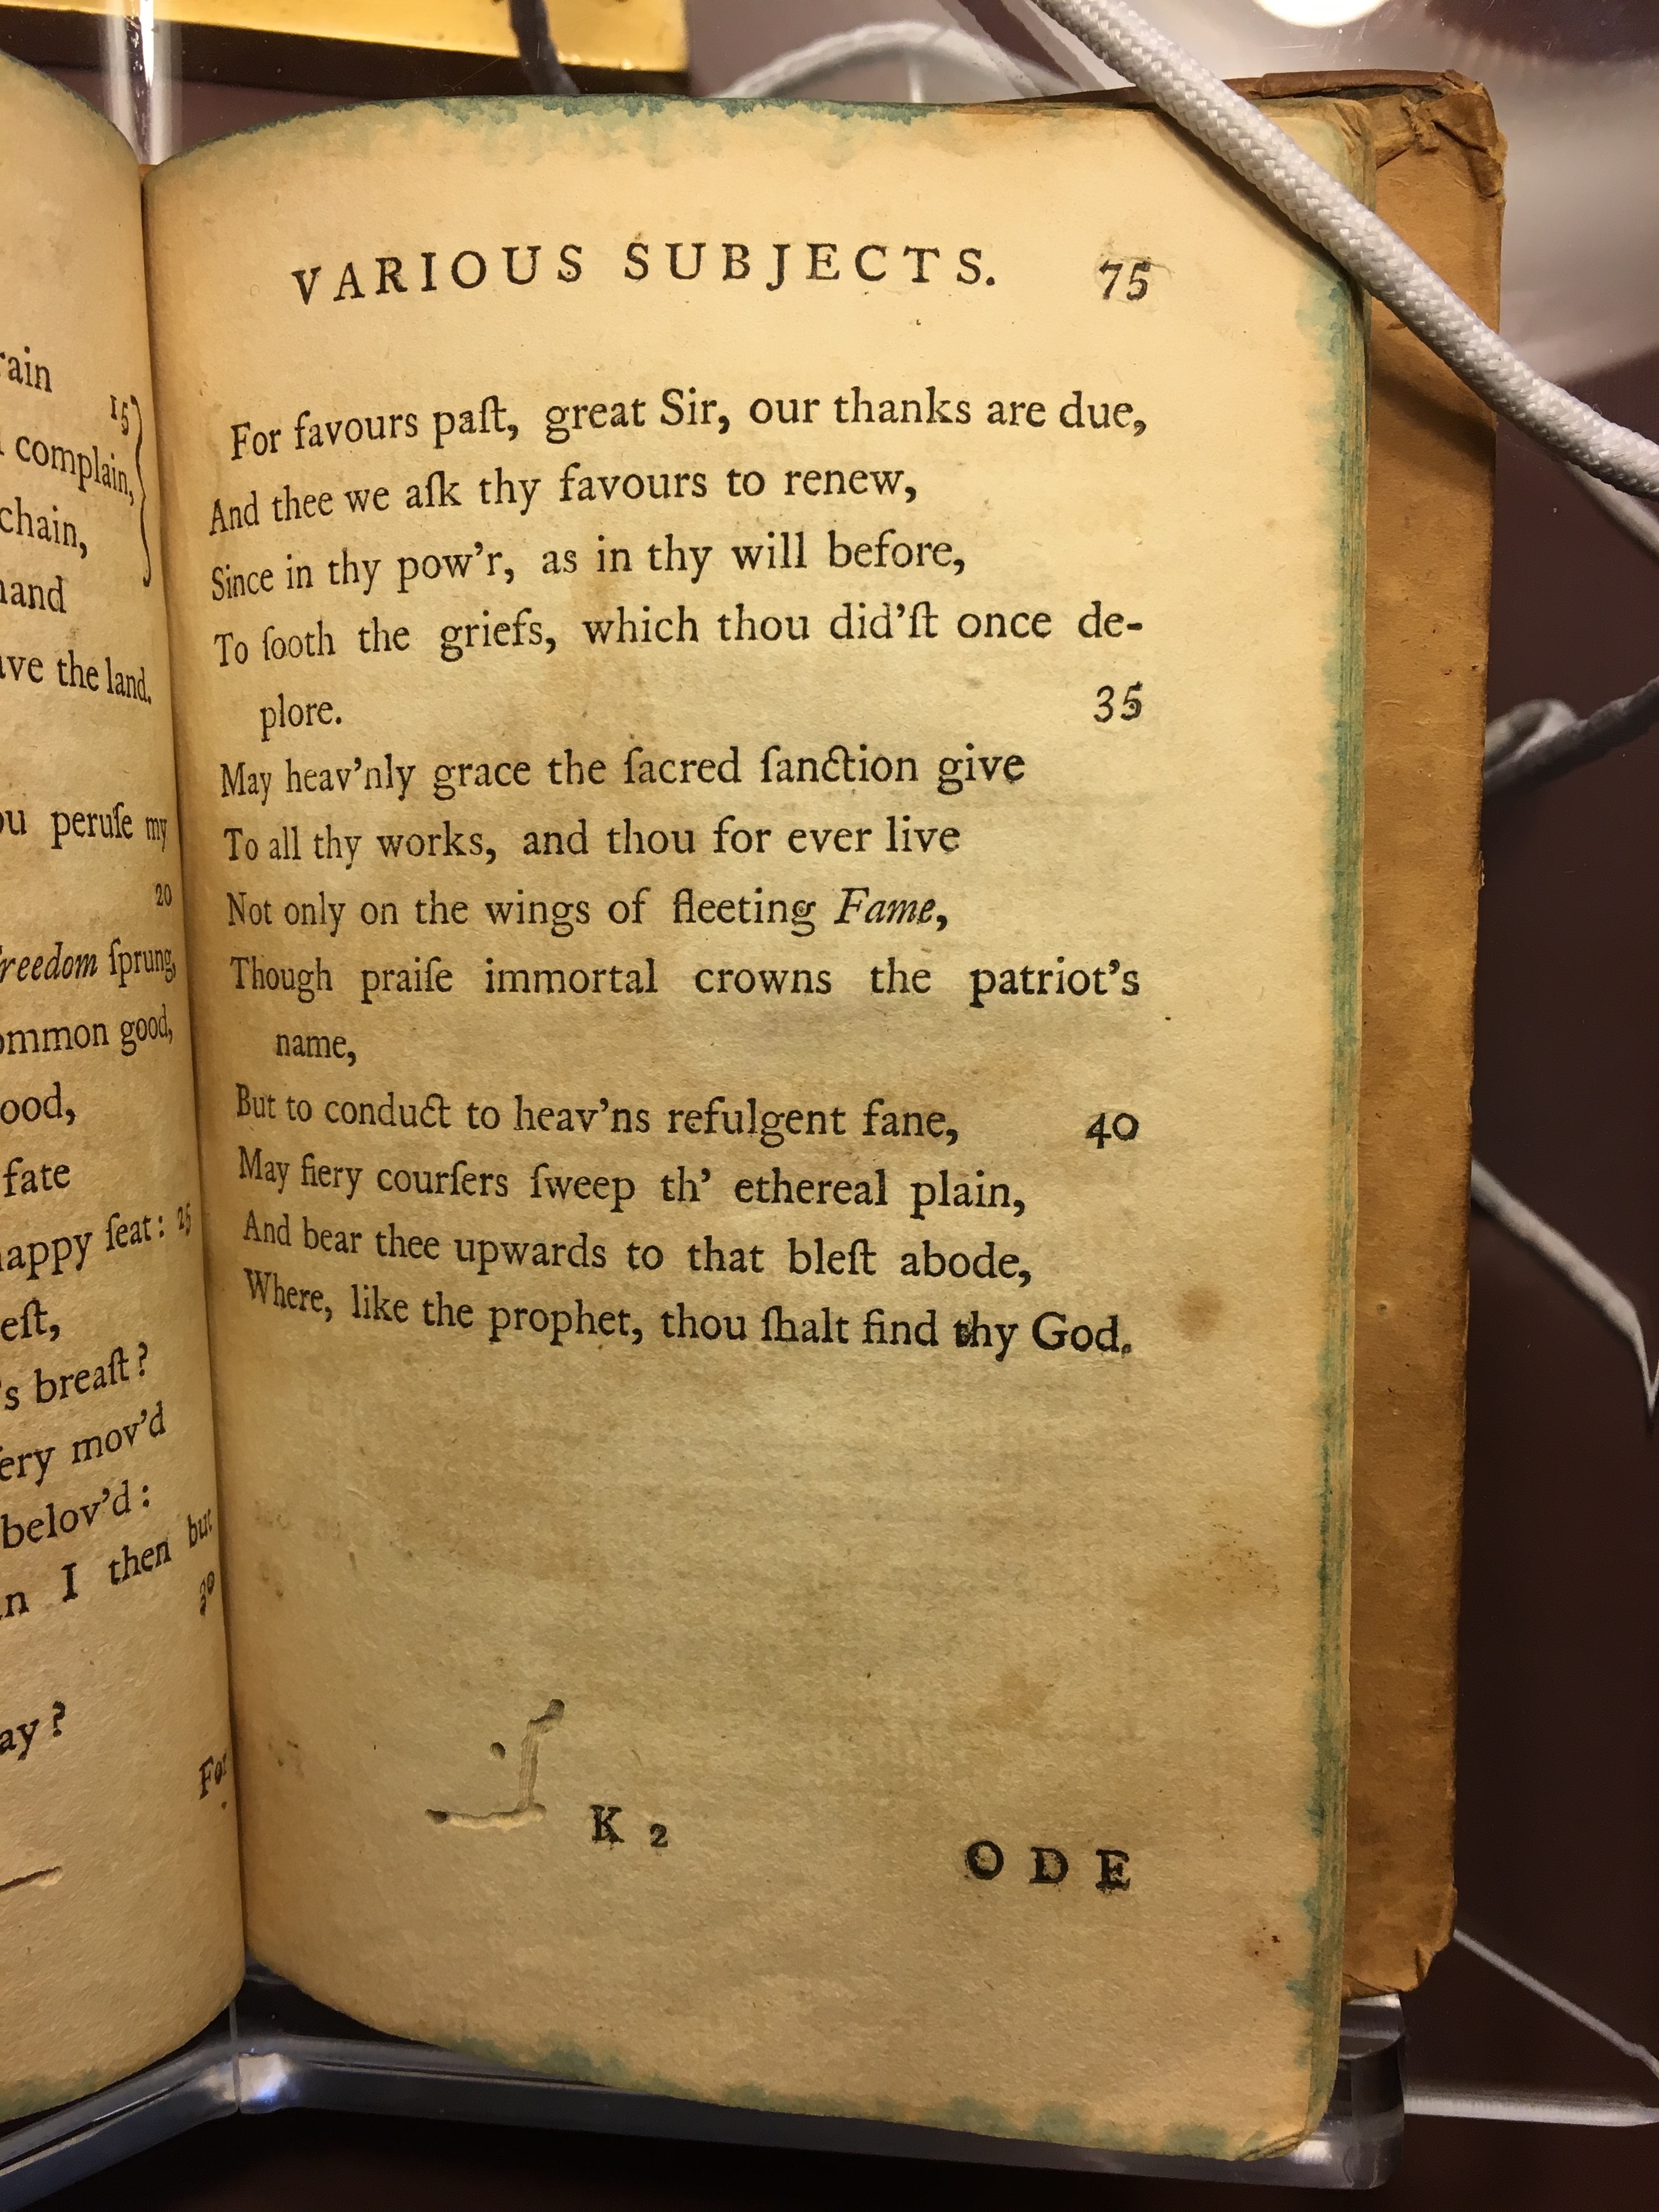 rain
15
complain,
chain,
ve the land.
peruſe my
20
reedom ſprung,
ommon good,
ood,
fate
happy ſeat: 25
eſt,
's breaſt?
ery mov'd
belov'd:
n I then but
30
ay?
For
VARIOUS SUBJECTS. 75
For favours paſt, great Sir, our thanks are due,
And thee we aſk thy favours to renew,
Since in thy pow'r, as in thy will before,
To ſooth the griefs, which thou did'ſt once de-
plore. 35
May heav'nly grace the ſacred ſanction give
To all thy works, and thou for ever live
Not only on the wings of fleeting Fame,
Though praiſe immortal crowns the patriot's
name,
But to conduct to heav'ns refulgent fane, 40
May fiery courſers ſweep th' ethereal plain,
And bear thee upwards to that bleſt abode,
Where, like the prophet, thou ſhalt find thy God.
K 2
ODE